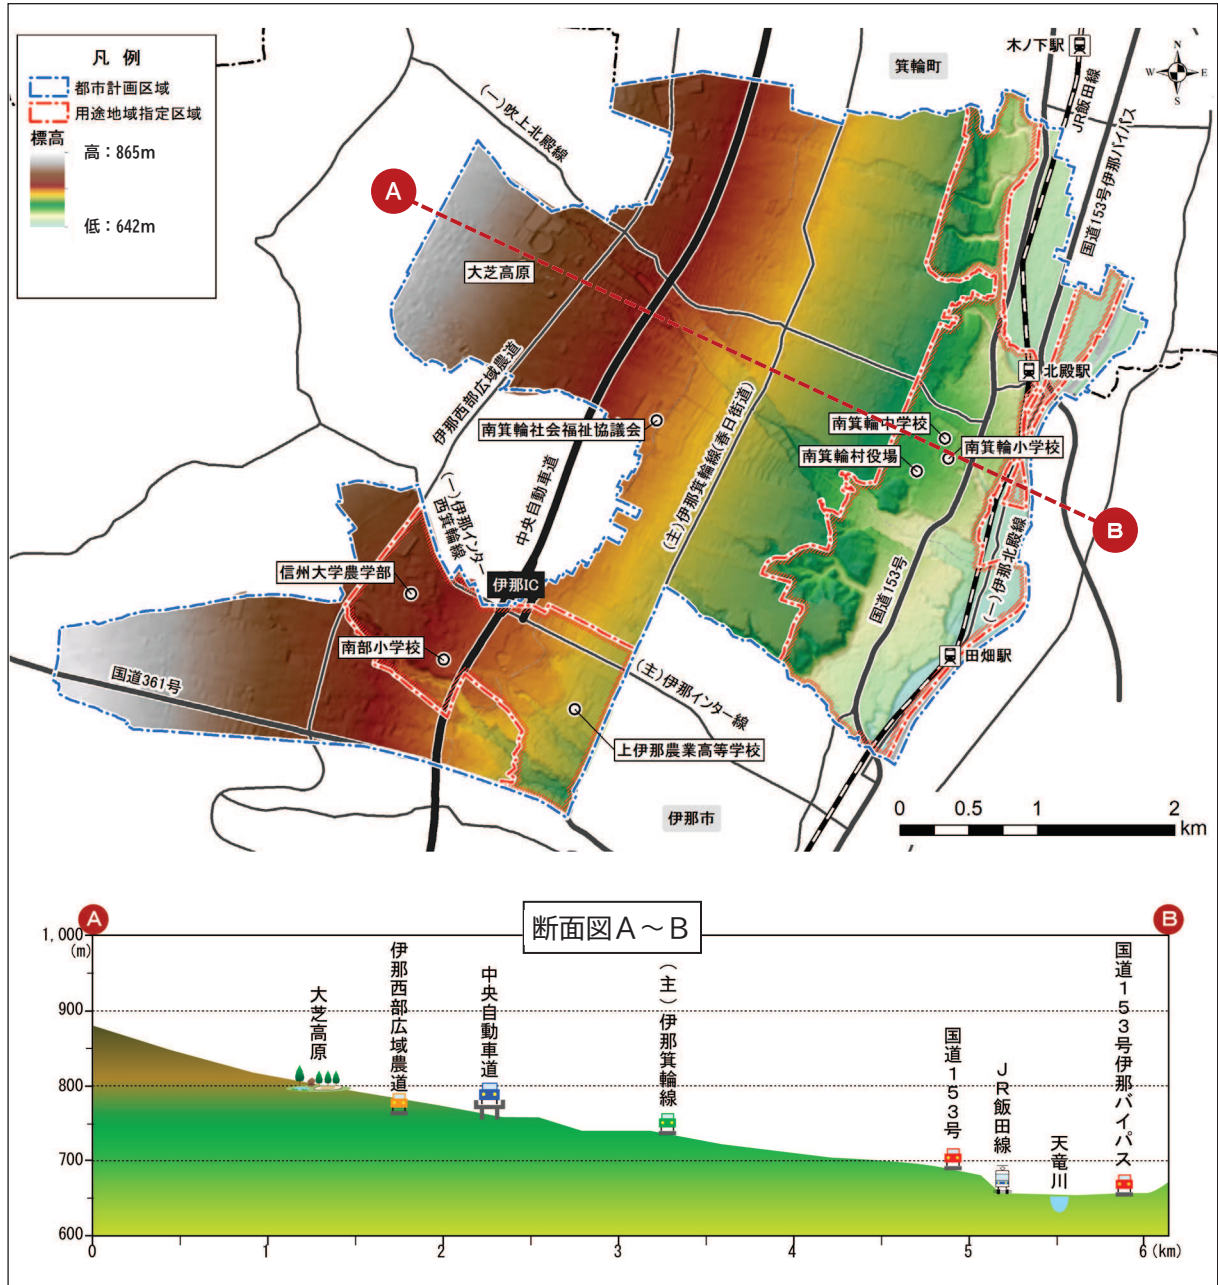 凡 例
都市計画区域
用途地域指定区域
標高
高：865m
低：642m
箕輪町
木ノ下駅
N
W E
S
JR飯田線
国道153号伊那バイパス
(一)吹上北殿線
A
大芝高原
伊那西部広域農道
北殿駅
南箕輪社会福祉協議会
中央自動車道
(主)伊那箕輪線(春日街道)
南箕輪中学校
南箕輪小学校
南箕輪村役場
B
(一)伊那インター
西箕輪線
伊那IC
信州大学農学部
国道153号
(一)伊那北殿線
南部小学校
田畑駅
国道361号
(主)伊那インター線
上伊那農業高等学校
伊那市
0 0.5 1 2
km
断面図A～B
A
B
1,000
(m)
900
800
700
600
大芝高原
伊那西部広域農道
中央自動車道
(主)伊那箕輪線
国道153号
JR飯田線
天竜川
国道153号伊那バイパス
0 1 2 3 4 5 6 (km)